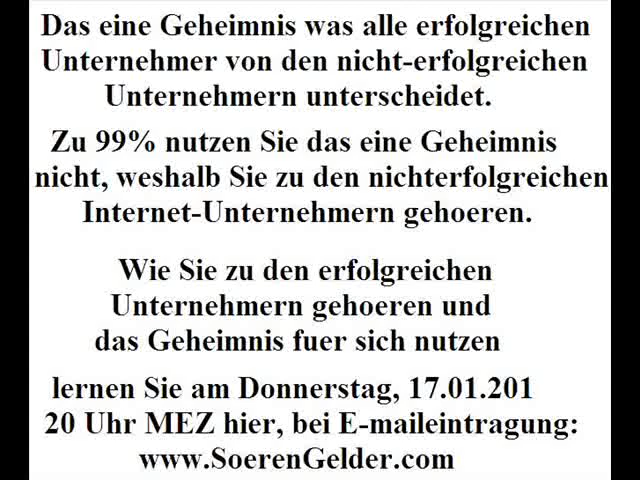 Das eine Geheimnis was alle erfolgreichen
Unternehmer von den nicht-erfolgreichen
Unternehmern unterscheidet.
Zu 99% nutzen Sie das eine Geheimnis
nicht, weshalb Sie zu den nichterfolgreichen
Internet-Unternehmern gehoeren.
Wie Sie zu den erfolgreichen
Unternehmern gehoeren und
das Geheimnis fuer sich nutzen
lernen Sie am Donnerstag, 17.01.201
20 Uhr MEZ hier, bei E-maileintragung:
www.SoerenGelder.com